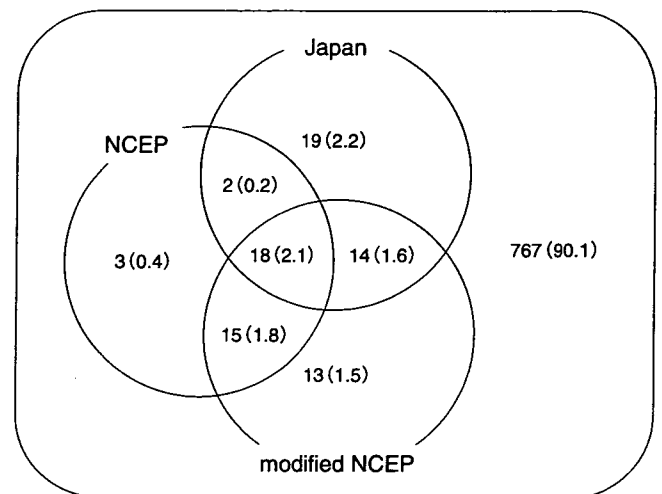 Japan
19 (2.2)
NCEP
2 (0.2)
18 (2.1)
14 (1.6)
767 (90.1)
3 (0.4)
15 (1.8)
13 (1.5)
modified NCEP